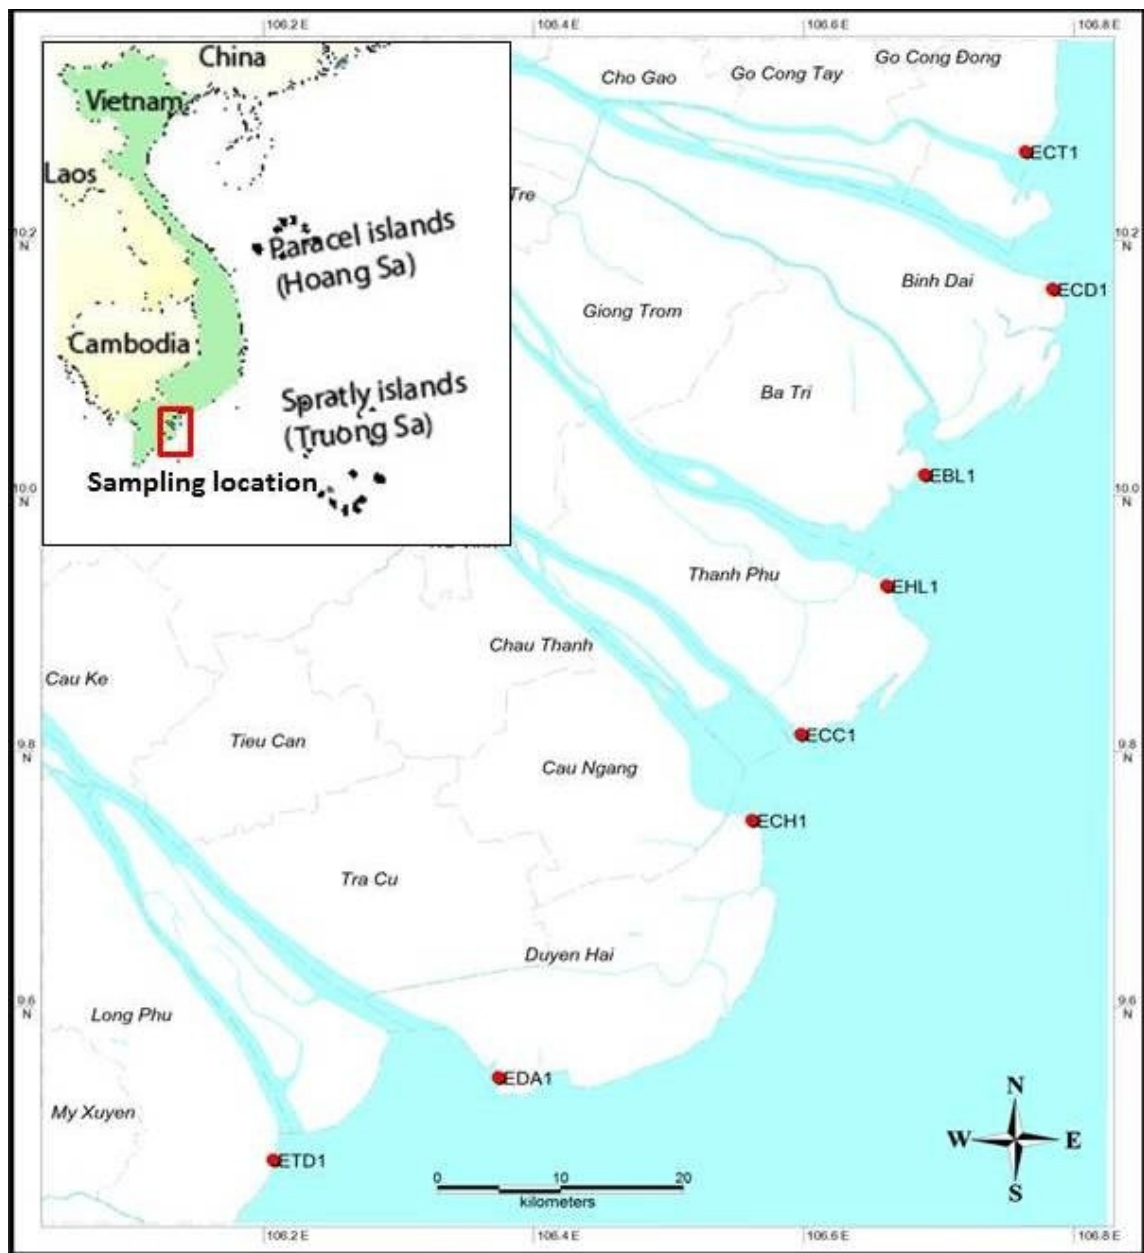 106.2 E
106.4 E
106.6 E
106.8 E
China
Vietnam
Laos
Paracel islands
(Hoang Sa)
Cambodia
Spratly islands
(Truong Sa)
Sampling location
Cho Gao
Go Cong Tay
Go Cong Đong
ECT1
Tre
10.2
N
10.2
N
Binh Dai
ECD1
Giong Trom
Ba Tri
EBL1
10.0
N
10.0
N
Thanh Phu
EHL1
Chau Thanh
Cau Ke
Tieu Can
ECC1
9.8
N
9.8
N
Cau Ngang
ECH1
Tra Cu
Duyen Hai
9.6
N
9.6
N
Long Phu
EDA1
My Xuyen
ETD1
N
W
E
S
0
10
20
kilometers
106.2 E
106.4 E
106.6 E
106.8 E